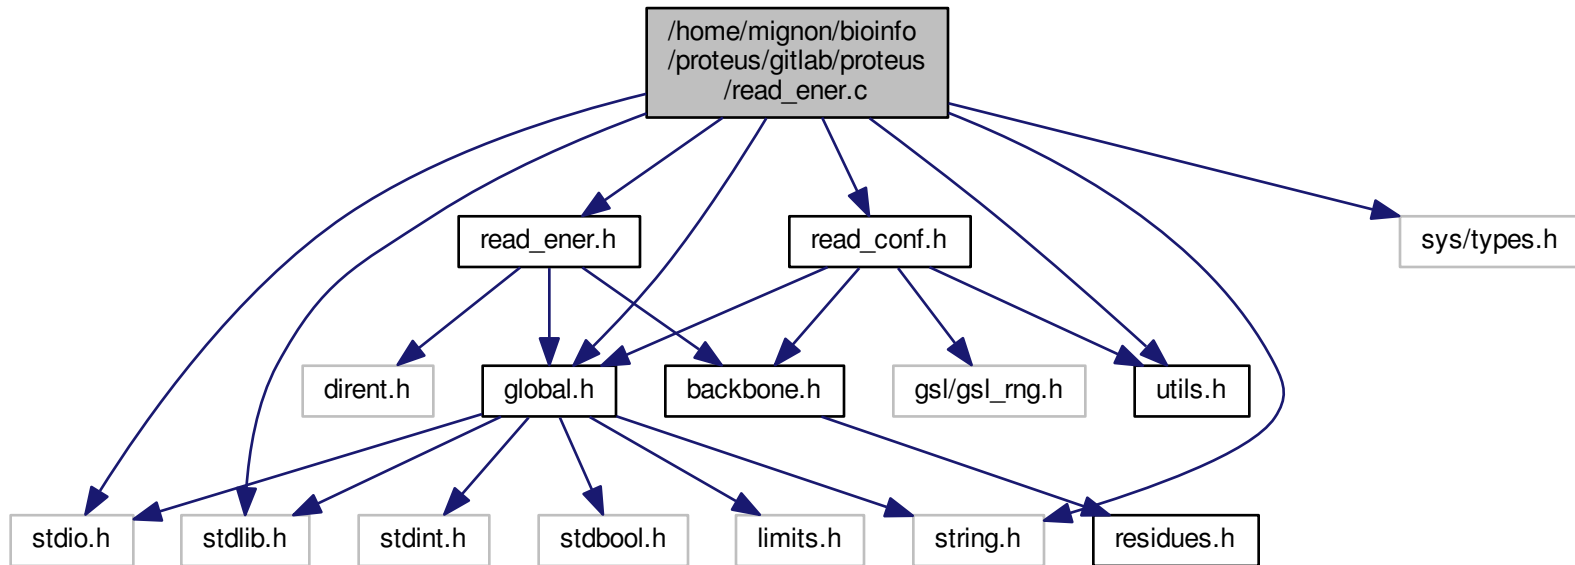 /home/mignon/bioinfo
/proteus/gitlab/proteus
/read_ener.c
read_ener.h
read_conf.h
sys/types.h
dirent.h
global.h
backbone.h
gsl/gsl_rng.h
utils.h
stdio.h
stdlib.h
stdint.h
stdbool.h
limits.h
string.h
residues.h